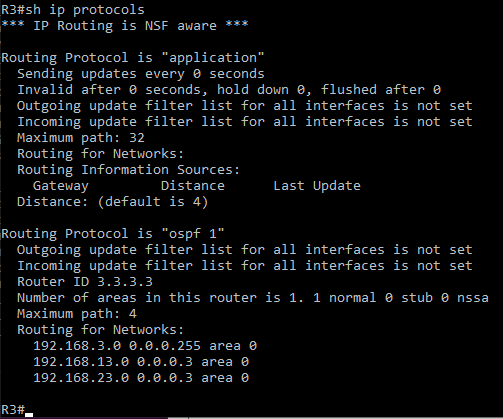 R3#sh ip protocols
*** IP Routing is NSF aware ***
Routing Protocol is "application"
Sending updates every 0 seconds
Invalid after 0 seconds, hold down 0, flushed after 0
Outgoing update filter list for all interfaces is not set
Incoming update filter list for all interfaces is not set
Maximum path: 32
Routing for Networks:
Routing Information Sources:
Gateway Distance Last Update
Distance: (default is 4)
Routing Protocol is "ospf 1"
Outgoing update filter list for all interfaces is not set
Incoming update filter list for all interfaces is not set
Router ID 3.3.3.3
Number of areas in this router is 1. 1 normal 0 stub 0 nssa
Maximum path: 4
Routing for Networks:
192.168.3.0 0.0.0.255 area 0
192.168.13.0 0.0.0.3 area 0
192.168.23.0 0.0.0.3 area 0
R3#